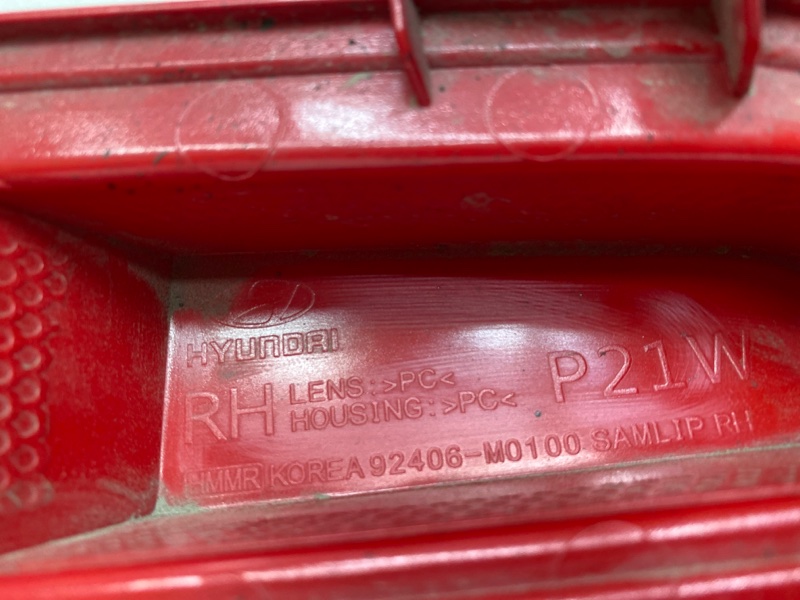 HYUNDAI
RH LENS:>PC< P21W
HOUSING:>PC<
HMMR KOREA 92406-M0100 SAMLIP RH